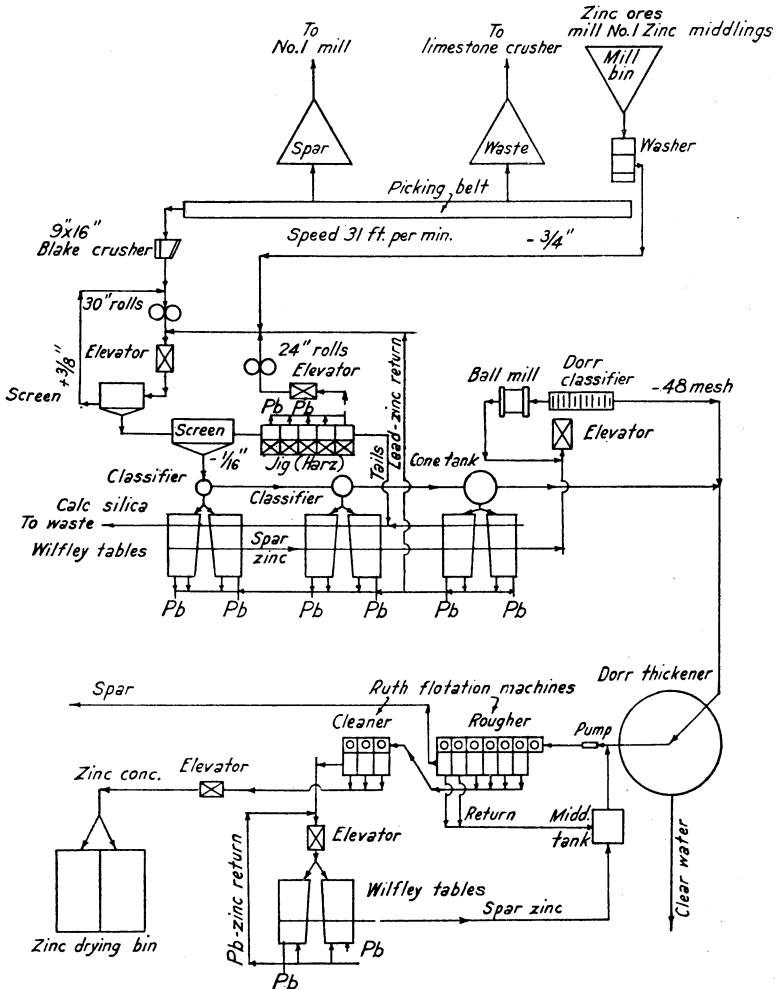 Zinc ores
mill No.1 Zinc middlings
To
No.1 mill
To
limestone crusher
Mill
bin
Spar
Waste
Washer
Picking belt
9"x16"
Blake crusher
Speed 31 ft. per min.
- 3/4"
30" rolls
+3/8"
Elevator
24" rolls
Elevator
Screen
Screen
Pb Pb
Jig (Harz)
-1/16"
Tails
Lead-zinc return
Ball mill
Dorr
classifier
-48 mesh
Elevator
Classifier
Classifier
Cone tank
Calc silica
To waste
Wilfley tables
Spar
zinc
Pb Pb Pb Pb Pb Pb
Spar
Ruth flotation machines
Dorr thickener
Cleaner
Rougher
Pump
Zinc conc.
Elevator
Return
Midd.
tank
Elevator
Pb-zinc return
Wilfley tables
Spar zinc
Clear water
Zinc drying bin
Pb
Pb